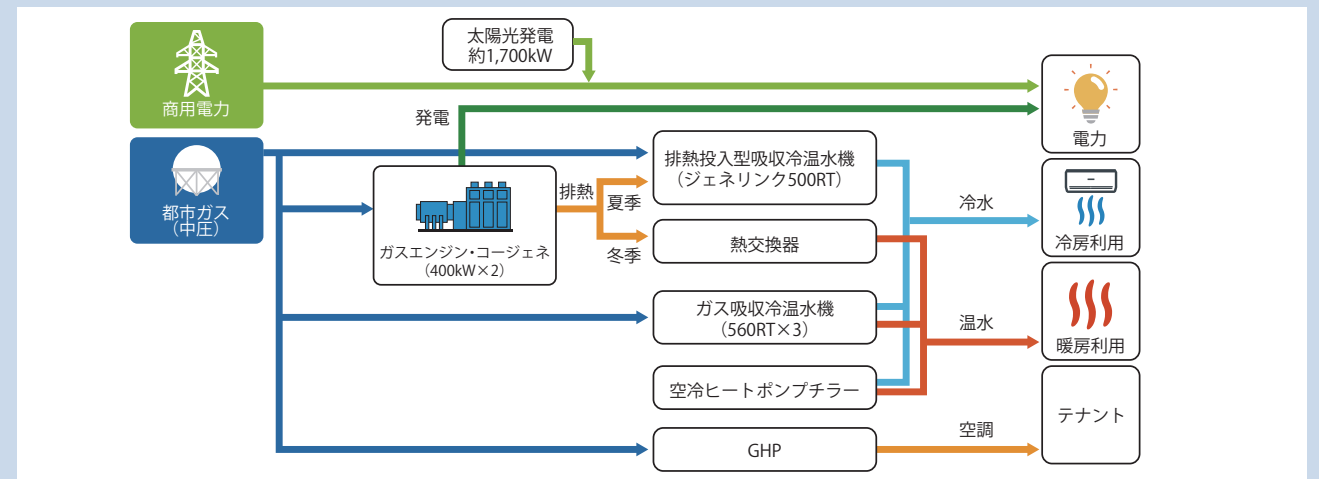 太陽光発電
約1,700kW
商用電力
発電
電力
都市ガス
（中圧）
ガスエンジン・コージェネ
（400kW×2）
排熱
夏季
冬季
排熱投入型吸収冷温水機
（ジェネリンク500RT）
熱交換器
冷水
冷房利用
ガス吸収冷温水機
（560RT×3）
温水
暖房利用
空冷ヒートポンプチラー
GHP
空調
テナント